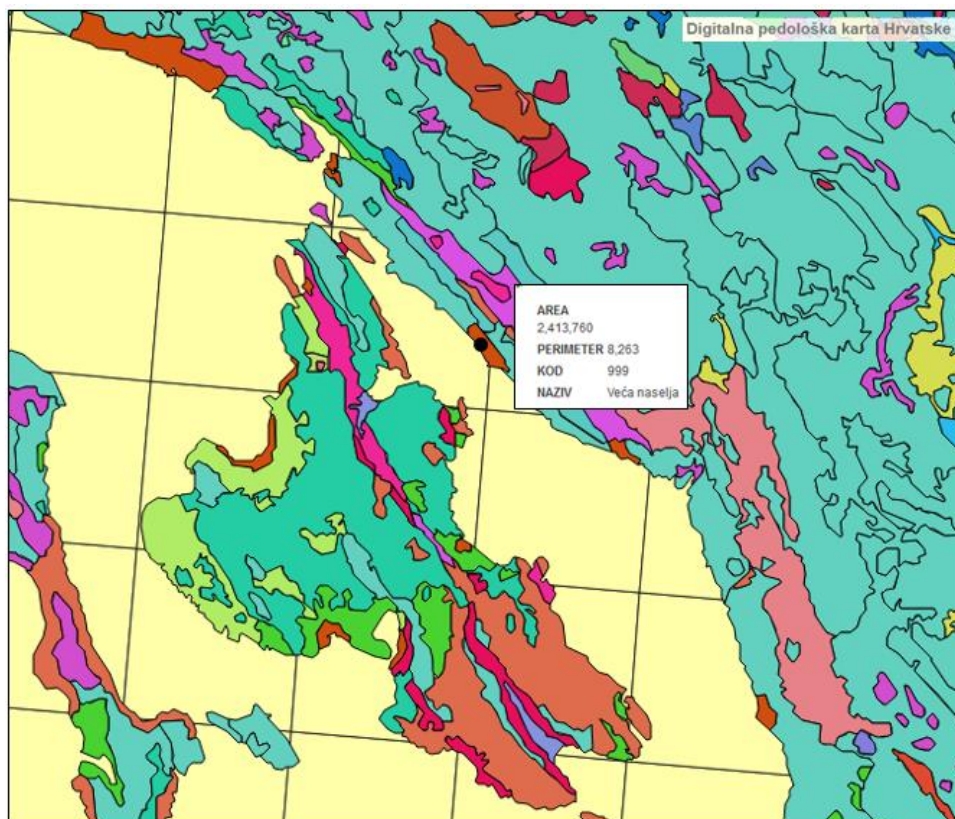 Digitalna pedološka karta Hrvatske
AREA
2,413,760
PERIMETER 8,263
KOD 999
NAZIV Veća naselja